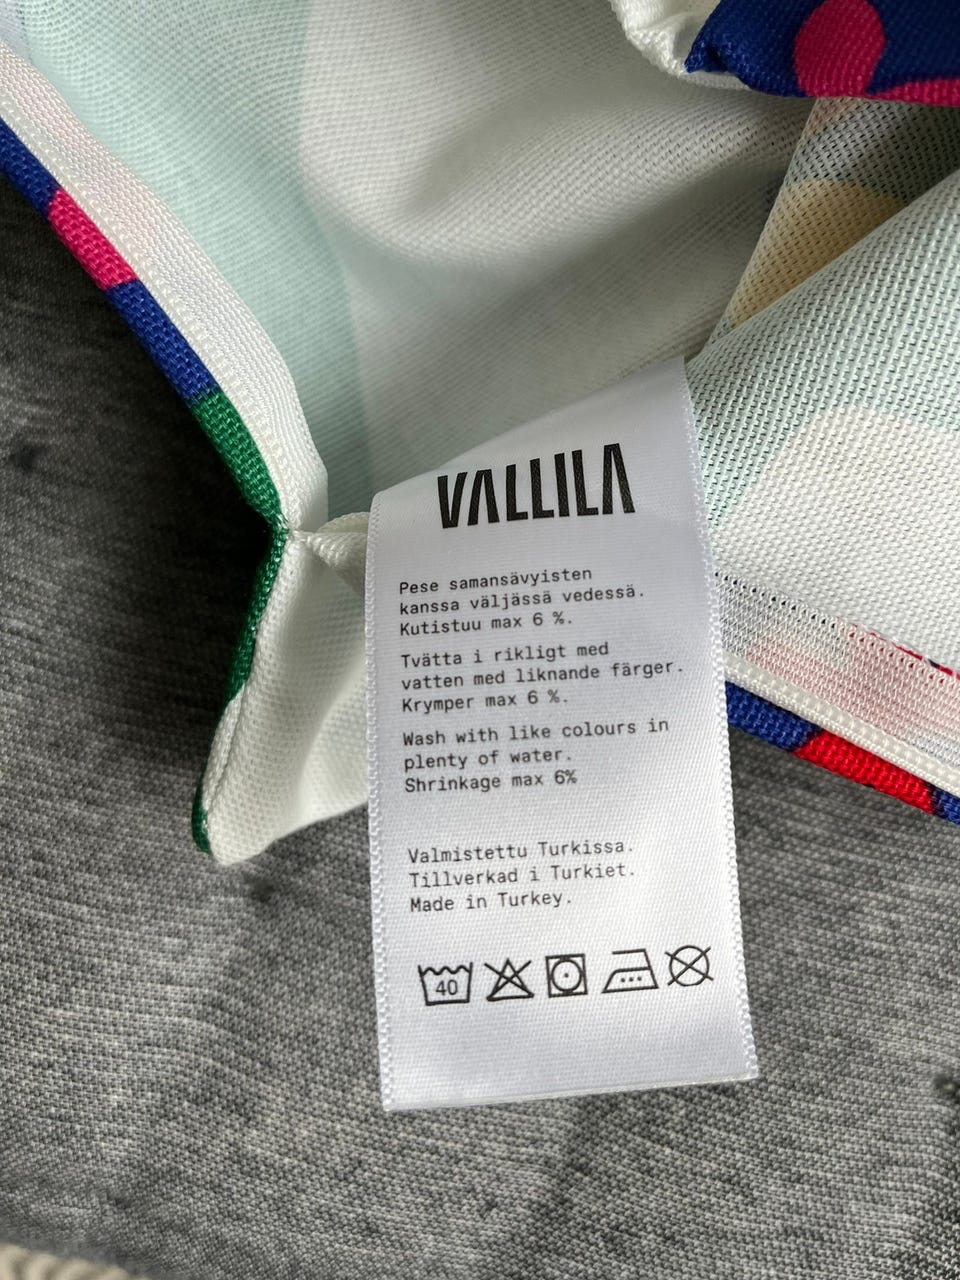 VALLILA
Pese samansävyisten
kanssa väljässä vedessä.
Kutistuu max 6 %.
Tvätta i rikligt med
vatten med liknande färger.
Krymper max 6 %.
Wash with like colours in
plenty of water.
Shrinkage max 6%
Valmistettu Turkissa.
Tillverkad i Turkiet.
Made in Turkey.
40